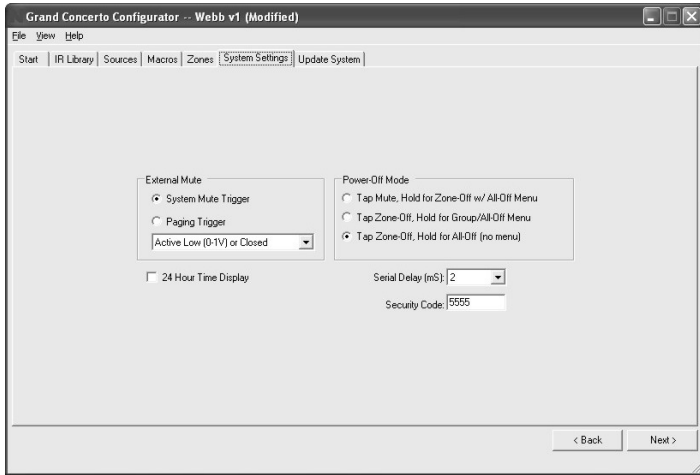 Grand Concerto Configurator -- Webb v1 (Modified)
File View Help
Start IR Library Sources Macros Zones System Settings Update System
External Mute
System Mute Trigger
Paging Trigger
Active Low (0-1V) or Closed
24 Hour Time Display
Power-Off Mode
Tap Mute, Hold for Zone-Off w/ All-Off Menu
Tap Zone-Off, Hold for Group/All-Off Menu
Tap Zone-Off, Hold for All-Off (no menu)
Serial Delay (mS): 2
Security Code: 5555
< Back Next >